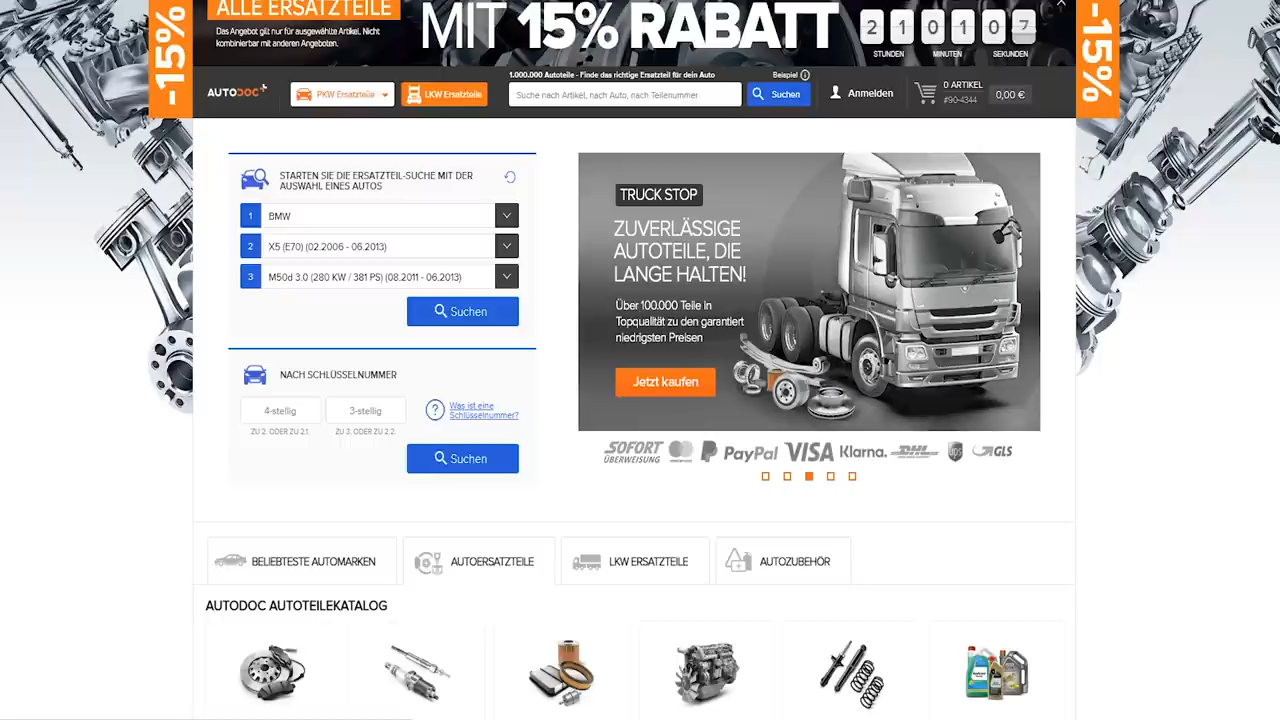 ALLE ERSATZTEILE
Das Angebot gilt nur für ausgewählte Artikel. Nicht
kombinierbar mit anderen Angeboten.
MIT 15% RABATT
2 1 0 1 0 7
STUNDEN MINUTEN SEKUNDEN
-15%
-15%
AUTODOC
PKW Ersatzteile
LKW Ersatzteile
1.000.000 Autoteile - Finde das richtige Ersatzteil für dein Auto
Beispiel
Suche nach Artikel, nach Auto, nach Teilenummer
Suchen
Anmelden
0 ARTIKEL
#90-4344
0,00 €
STARTEN SIE DIE ERSATZTEIL-SUCHE MIT DER
AUSWAHL EINES AUTOS
1 BMW
2 X5 (E70) (02.2006 - 06.2013)
3 M50d 3.0 (280 KW / 381 PS) (08.2011 - 06.2013)
Suchen
NACH SCHLÜSSELNUMMER
4-stellig 3-stellig
ZU 2. ODER ZU 2.1. ZU 3. ODER ZU 2.2.
? Was ist eine
Schlüsselnummer?
Suchen
TRUCK STOP
ZUVERLÄSSIGE
AUTOTEILE, DIE
LANGE HALTEN!
Über 100.000 Teile in
Topqualität zu den garantiert
niedrigsten Preisen
Jetzt kaufen
SOFORT
ÜBERWEISUNG
PayPal VISA Klarna. DHL ups GLS
BELIEBTESTE AUTOMARKEN
AUTOERSATZTEILE
LKW ERSATZTEILE
AUTOZUBEHÖR
AUTODOC AUTOTEILEKATALOG